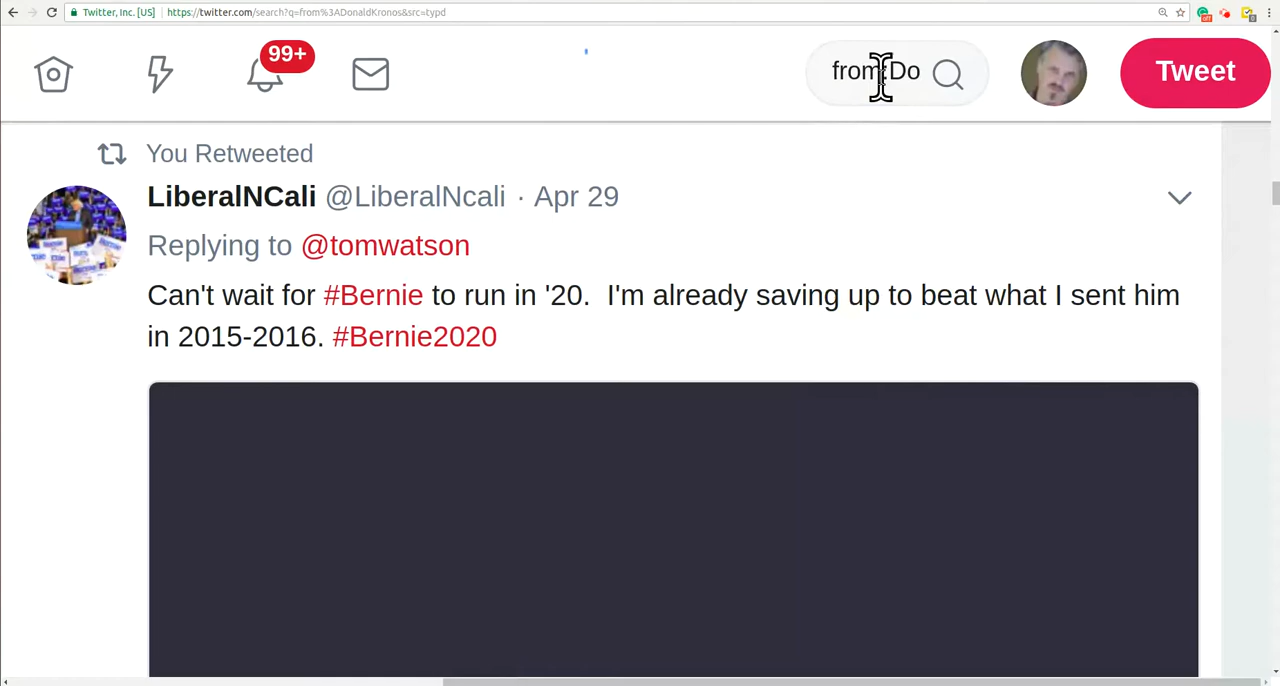 Twitter, Inc. [US] https://twitter.com/search?q=from%3ADonaldKronos&src=typd
off
0
99+
from:Do
Tweet
You Retweeted
LiberalNCali @LiberalNcali · Apr 29
Replying to @tomwatson
Can't wait for #Bernie to run in '20. I'm already saving up to beat what I sent him
in 2015-2016. #Bernie2020